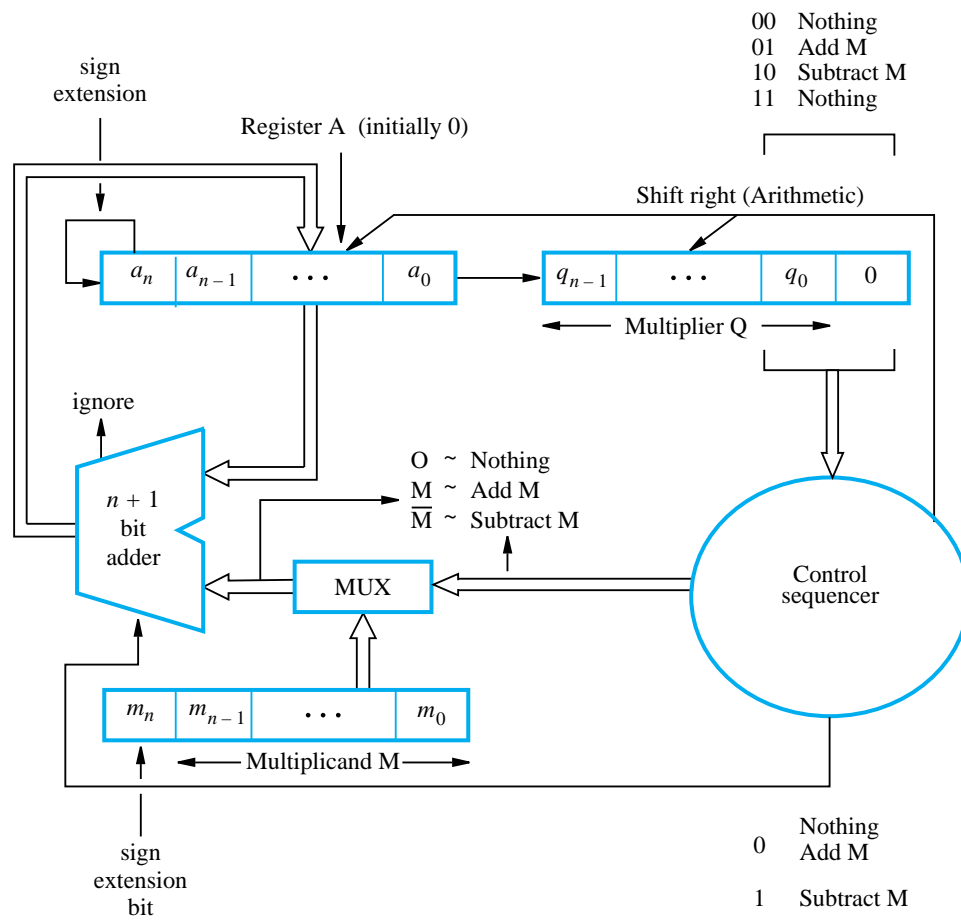 00 Nothing
01 Add M
10 Subtract M
11 Nothing
sign
extension
Register A (initially 0)
Shift right (Arithmetic)
a_n a_{n-1} ... a_0
q_{n-1} ... q_0 0
Multiplier Q
ignore
n + 1
bit
adder
O ~ Nothing
M ~ Add M
M̅ ~ Subtract M
MUX
Control
sequencer
m_n m_{n-1} ... m_0
Multiplicand M
sign
extension
bit
0 Nothing
Add M
1 Subtract M